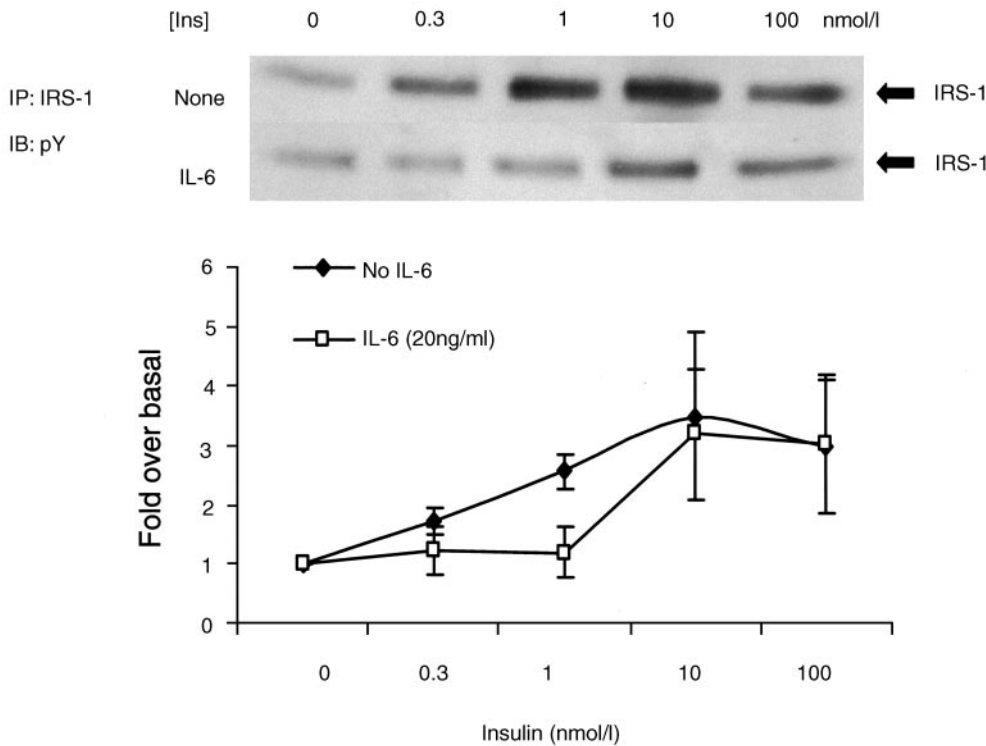 [Ins] 0 0.3 1 10 100 nmol/l
IP: IRS-1 None IRS-1
IB: pY
IL-6 IRS-1
6
No IL-6
5
IL-6 (20ng/ml)
4
3
2
1
0
Fold over basal
0 0.3 1 10 100
Insulin (nmol/l)